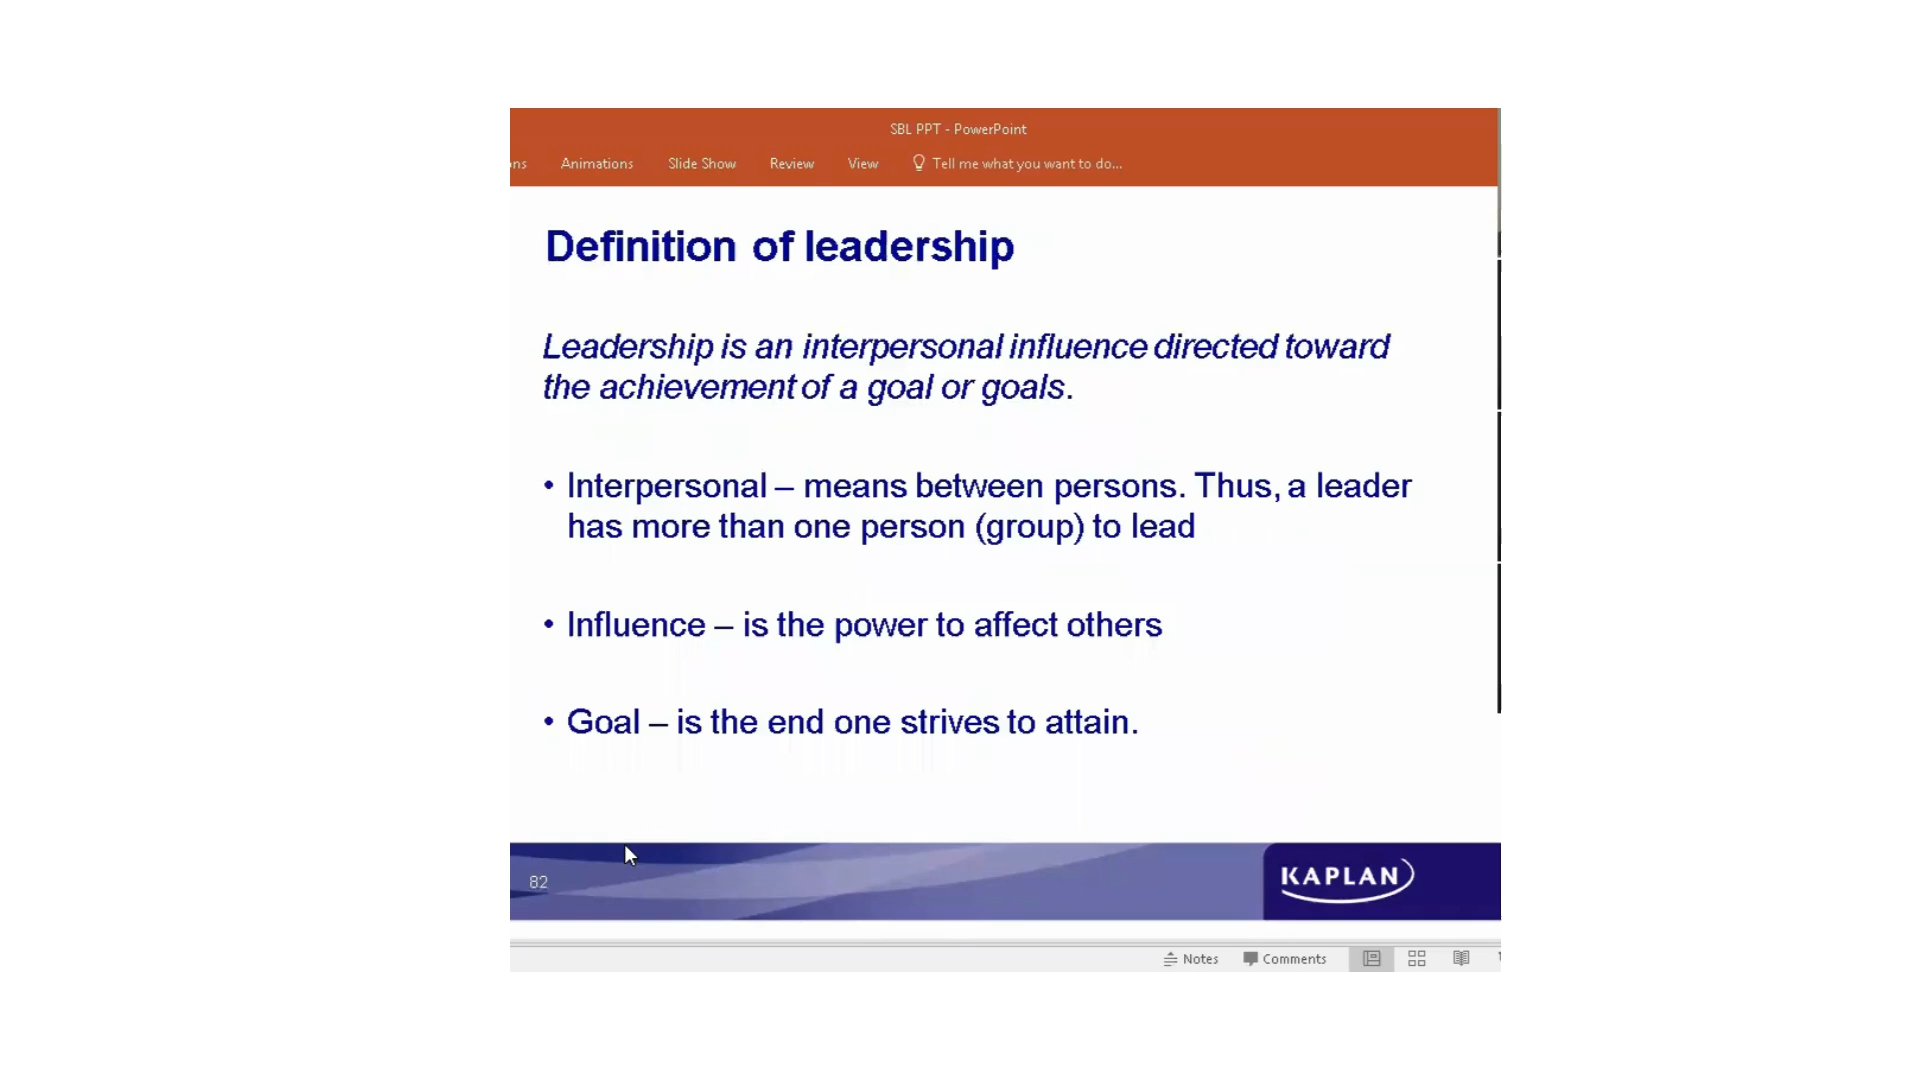 SBL PPT - PowerPoint
ons Animations Slide Show Review View Tell me what you want to do...
Definition of leadership
Leadership is an interpersonal influence directed toward
the achievement of a goal or goals.
• Interpersonal – means between persons. Thus, a leader
has more than one person (group) to lead
• Influence – is the power to affect others
• Goal – is the end one strives to attain.
82
KAPLAN
Notes Comments